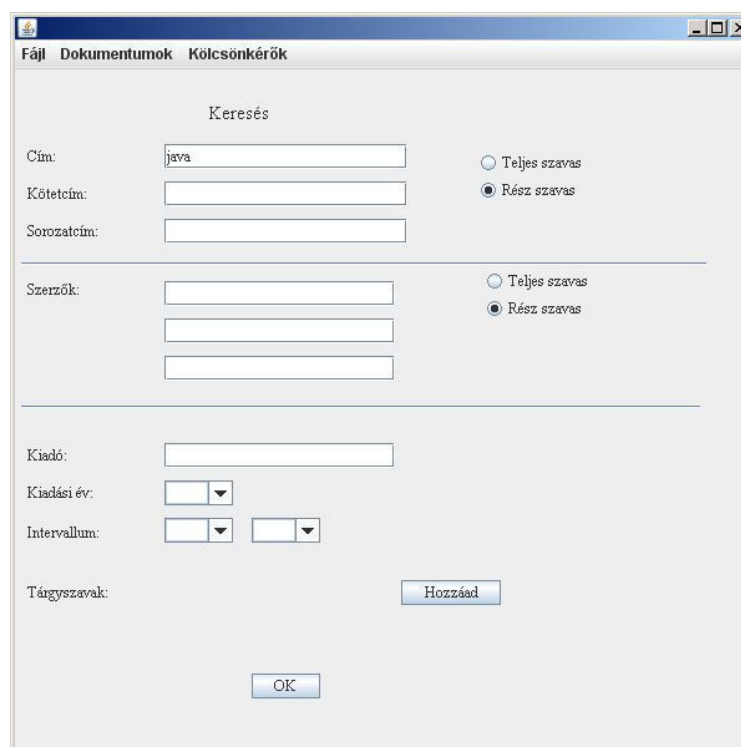 Fájl Dokumentumok Kölcsönkérők
Keresés
Cím: java Teljes szavas
Kötetcím: Rész szavas
Sorozatcím:
Szerzők: Teljes szavas
Rész szavas
Kiadó:
Kiadási év:
Intervallum:
Tárgyszavak: Hozzáad
OK